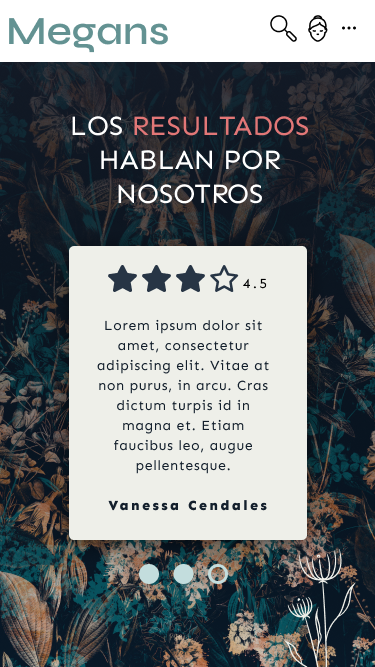 Megans
LOS RESULTADOS
HABLAN POR
NOSOTROS
4.5
Lorem ipsum dolor sit
amet, consectetur
adipiscing elit. Vitae at
non purus, in arcu. Cras
dictum turpis id in
magna et. Etiam
faucibus leo, augue
pellentesque.
Vanessa Cendales